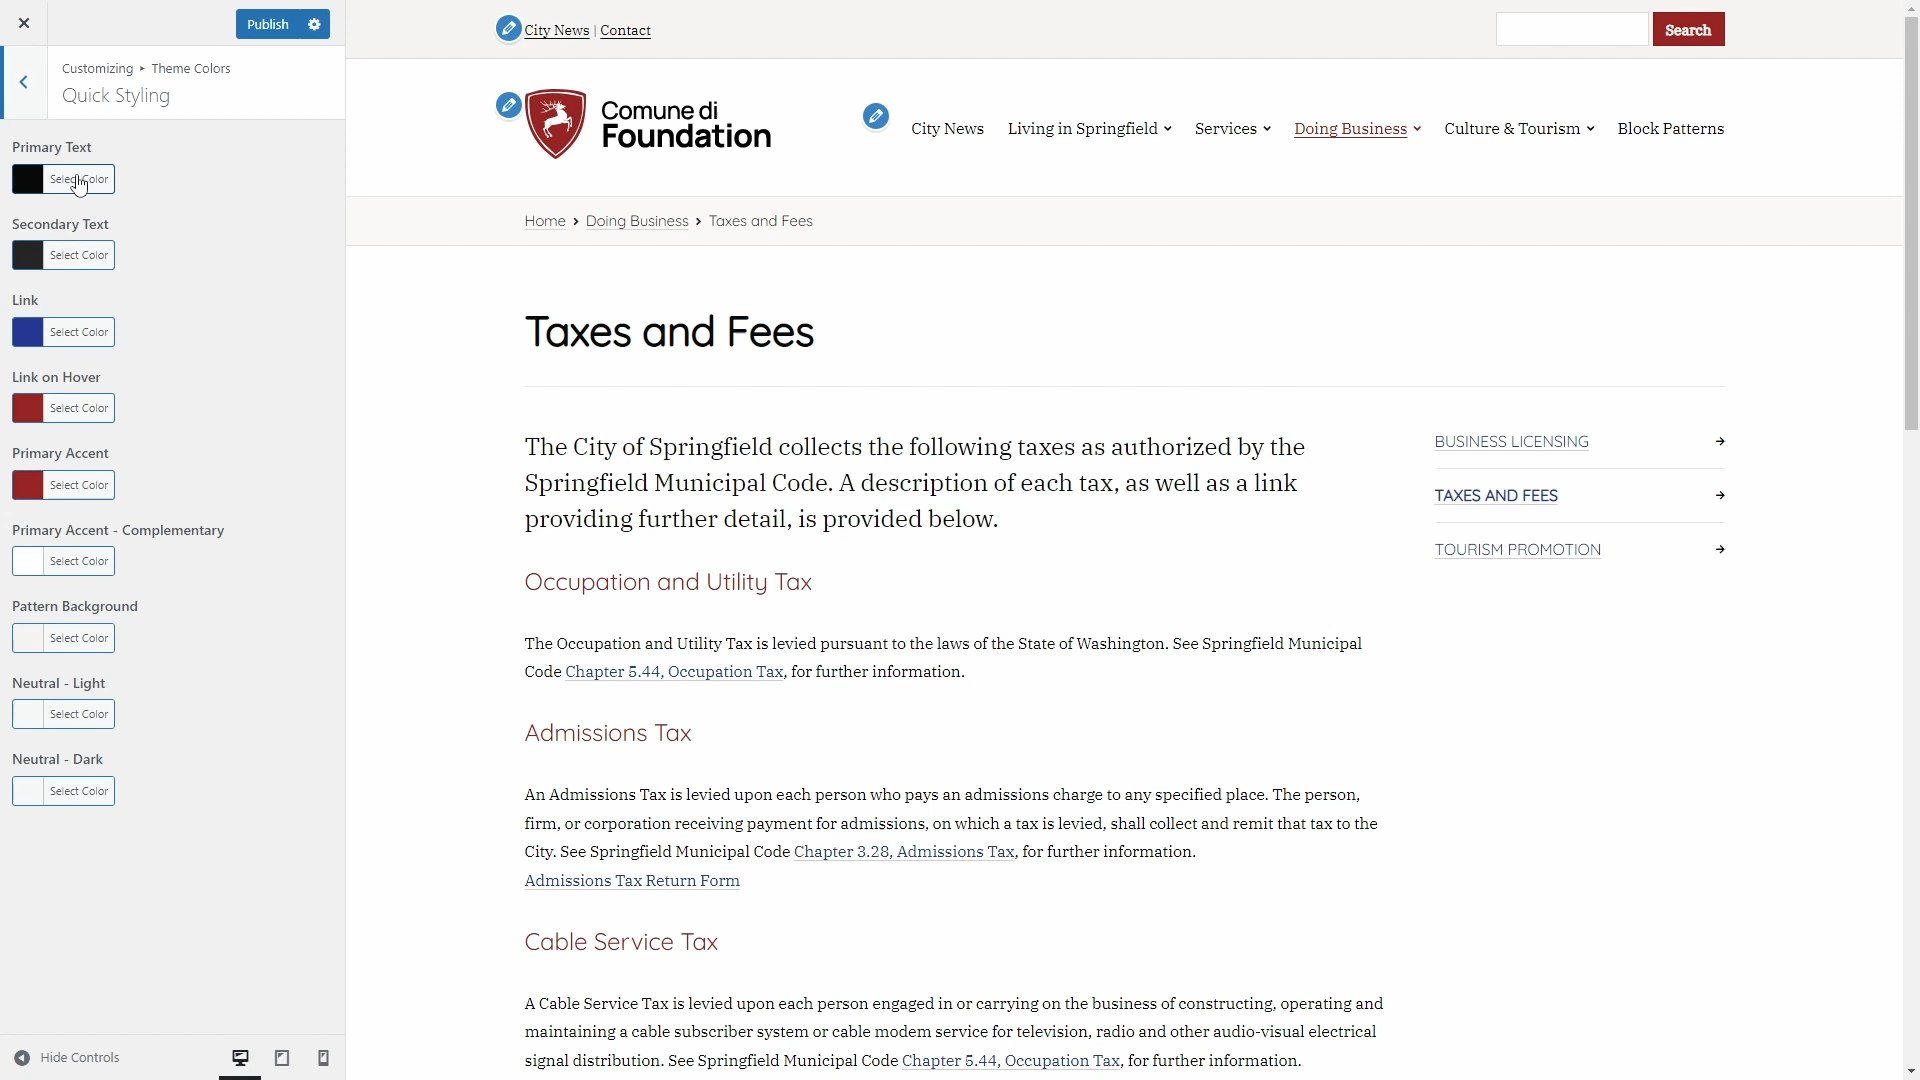 Publish
Customizing ▸ Theme Colors
Quick Styling
Primary Text
Select Color
Secondary Text
Select Color
Link
Select Color
Link on Hover
Select Color
Primary Accent
Select Color
Primary Accent - Complementary
Select Color
Pattern Background
Select Color
Neutral - Light
Select Color
Neutral - Dark
Select Color
Hide Controls
City News | Contact
Search
Comune di
Foundation
City News Living in Springfield Services Doing Business Culture & Tourism Block Patterns
Home › Doing Business › Taxes and Fees
Taxes and Fees
The City of Springfield collects the following taxes as authorized by the
Springfield Municipal Code. A description of each tax, as well as a link
providing further detail, is provided below.
Occupation and Utility Tax
The Occupation and Utility Tax is levied pursuant to the laws of the State of Washington. See Springfield Municipal
Code Chapter 5.44, Occupation Tax, for further information.
Admissions Tax
An Admissions Tax is levied upon each person who pays an admissions charge to any specified place. The person,
firm, or corporation receiving payment for admissions, on which a tax is levied, shall collect and remit that tax to the
City. See Springfield Municipal Code Chapter 3.28, Admissions Tax, for further information.
Admissions Tax Return Form
Cable Service Tax
A Cable Service Tax is levied upon each person engaged in or carrying on the business of constructing, operating and
maintaining a cable subscriber system or cable modem service for television, radio and other audio-visual electrical
signal distribution. See Springfield Municipal Code Chapter 5.44, Occupation Tax, for further information.
BUSINESS LICENSING →
TAXES AND FEES →
TOURISM PROMOTION →